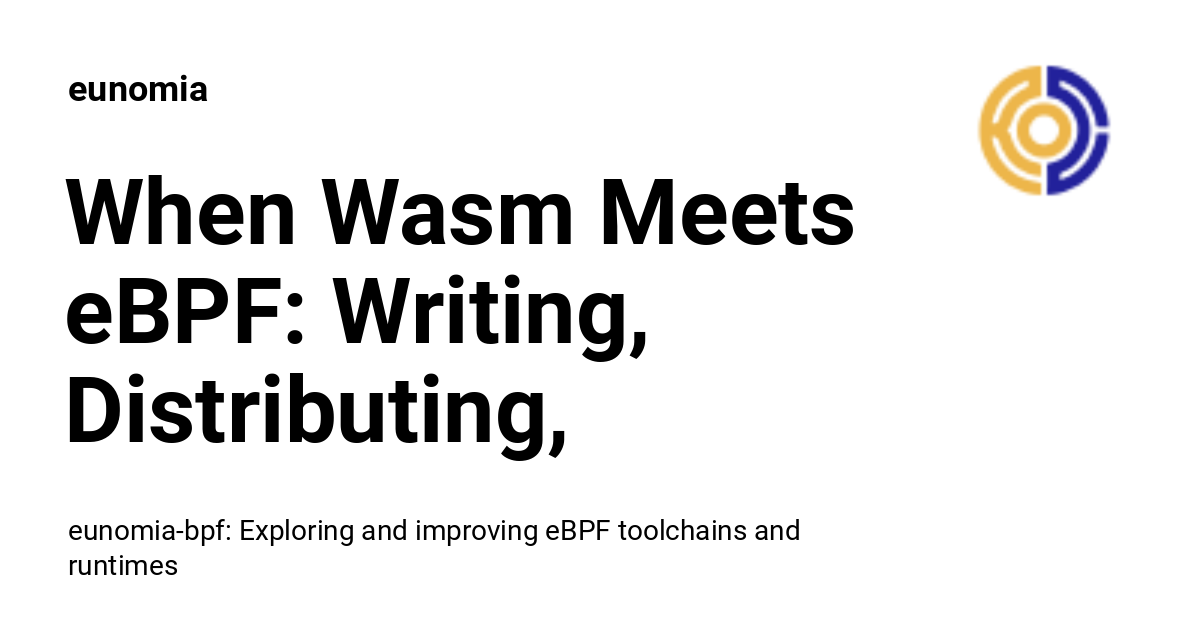 eunomia
When Wasm Meets
eBPF: Writing,
Distributing,
eunomia-bpf: Exploring and improving eBPF toolchains and
runtimes